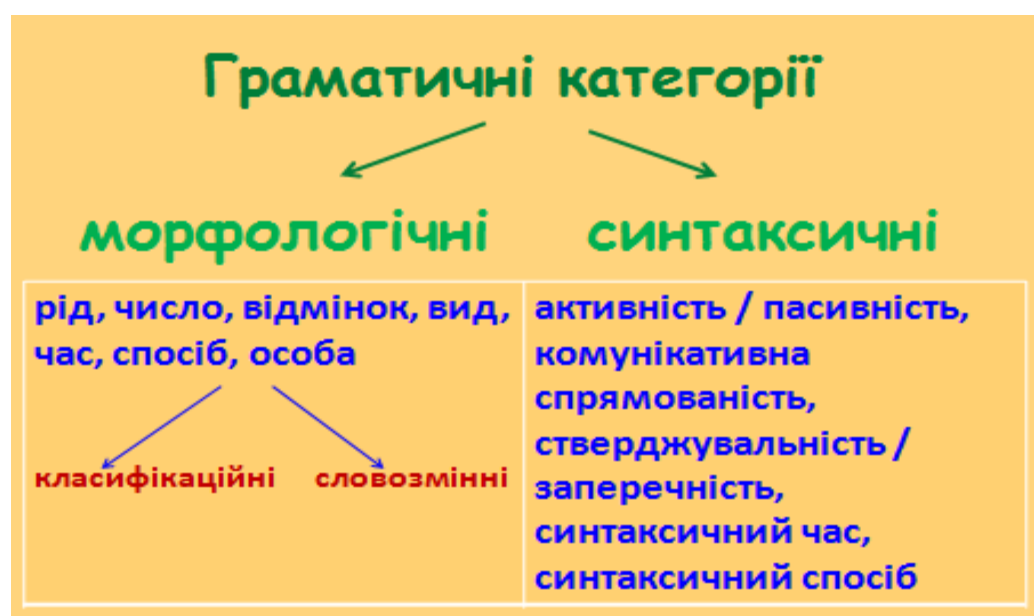 Граматичні категорії
морфологічні
синтаксичні
рід, число, відмінок, вид,
час, спосіб, особа
класифікаційні
словозмінні
активність / пасивність,
комунікативна
спрямованість,
стверджувальність /
заперечність,
синтаксичний час,
синтаксичний спосіб